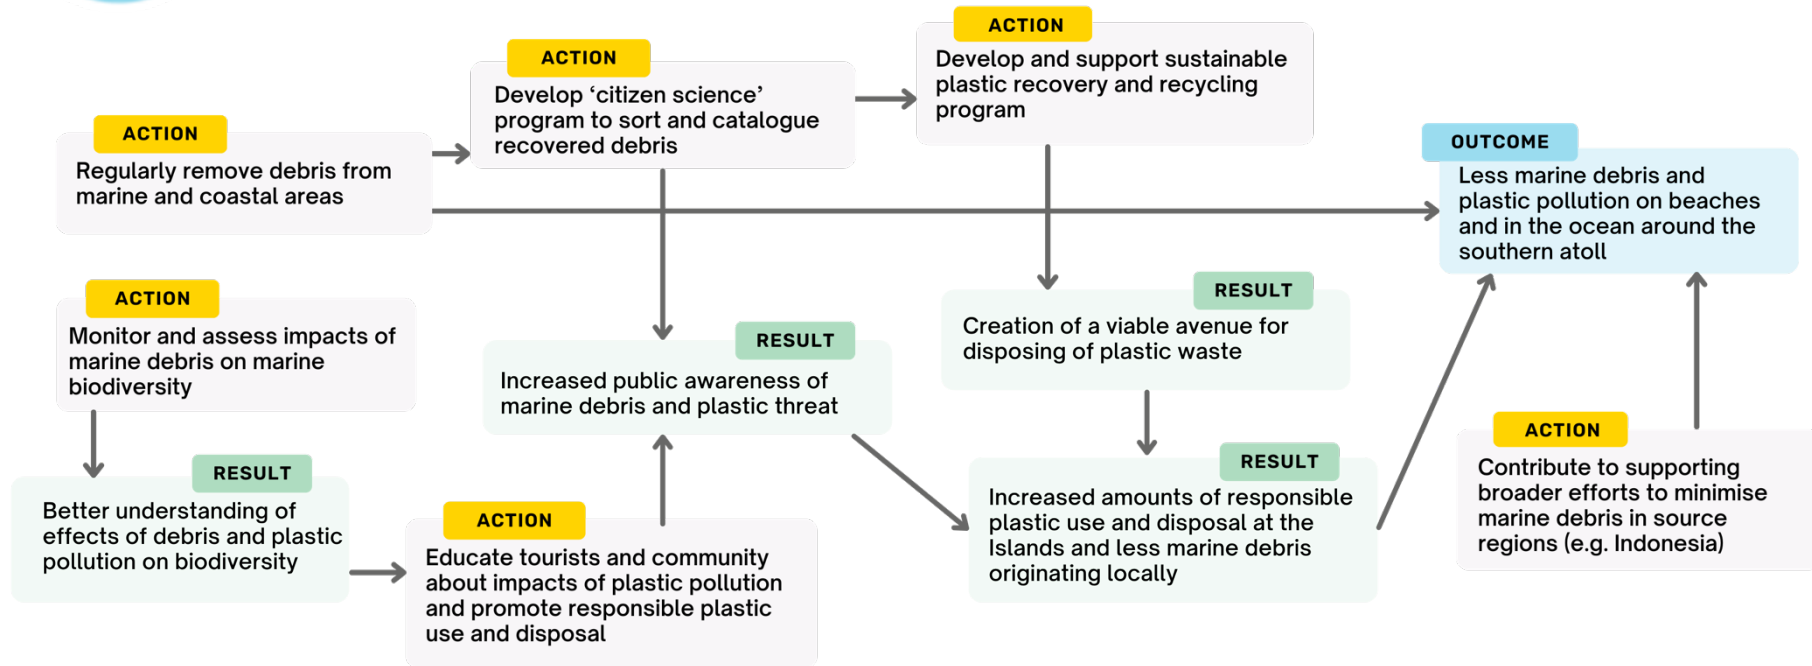 ACTION
Regularly remove debris from
marine and coastal areas
ACTION
Develop ‘citizen science’
program to sort and catalogue
recovered debris
ACTION
Develop and support sustainable
plastic recovery and recycling
program
OUTCOME
Less marine debris and
plastic pollution on beaches
and in the ocean around the
southern atoll
ACTION
Monitor and assess impacts of
marine debris on marine
biodiversity
RESULT
Better understanding of
effects of debris and plastic
pollution on biodiversity
ACTION
Educate tourists and community
about impacts of plastic pollution
and promote responsible plastic
use and disposal
RESULT
Increased public awareness of
marine debris and plastic threat
RESULT
Creation of a viable avenue for
disposing of plastic waste
RESULT
Increased amounts of responsible
plastic use and disposal at the
Islands and less marine debris
originating locally
ACTION
Contribute to supporting
broader efforts to minimise
marine debris in source
regions (e.g. Indonesia)